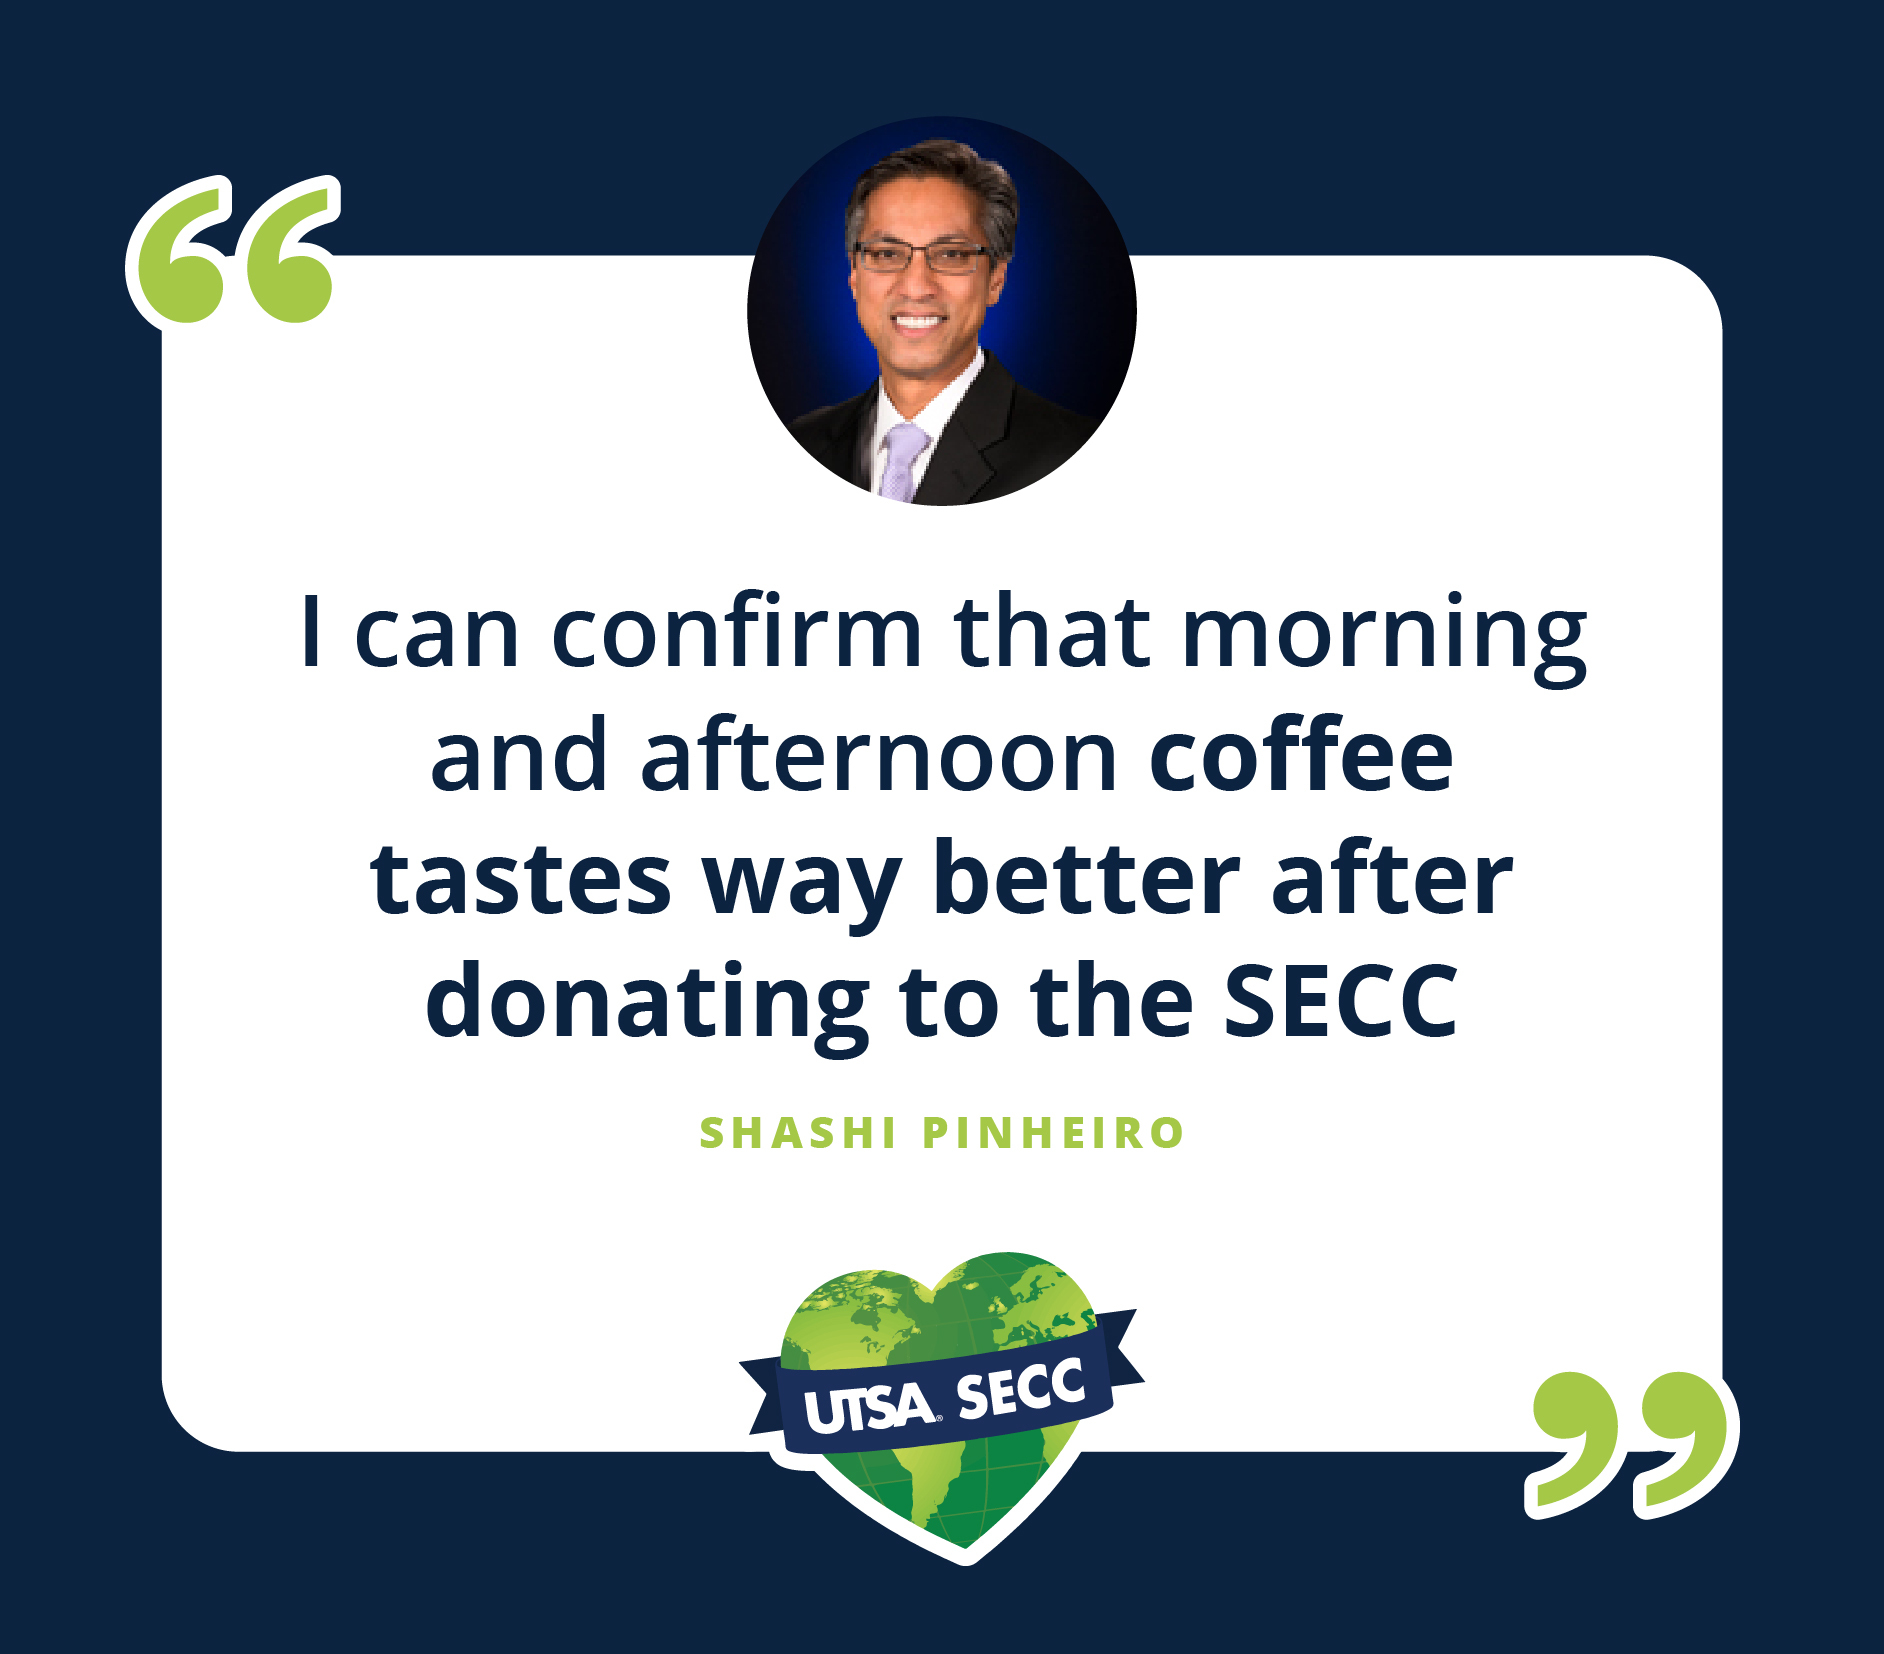 I can confirm that morning
and afternoon coffee
tastes way better after
donating to the SECC
SHASHI PINHEIRO
UTSA® SECC